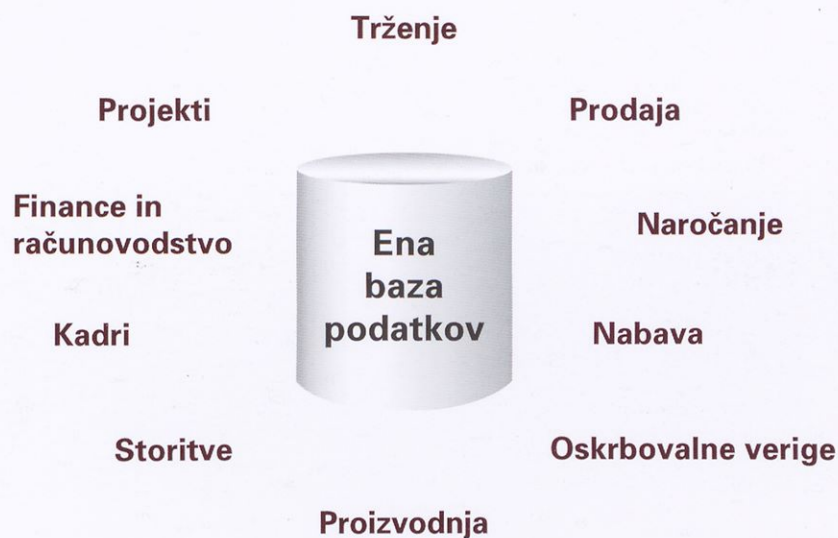 Trženje
Projekti
Prodaja
Finance in
računovodstvo
Naročanje
Ena
baza
podatkov
Kadri
Nabava
Storitve
Oskrbovalne verige
Proizvodnja